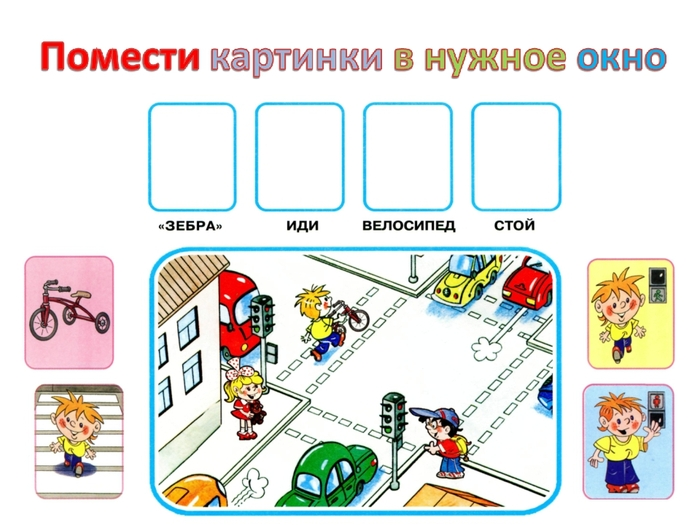 Помести картинки в нужное окно
«ЗЕБРА» ИДИ ВЕЛОСИПЕД СТОЙ